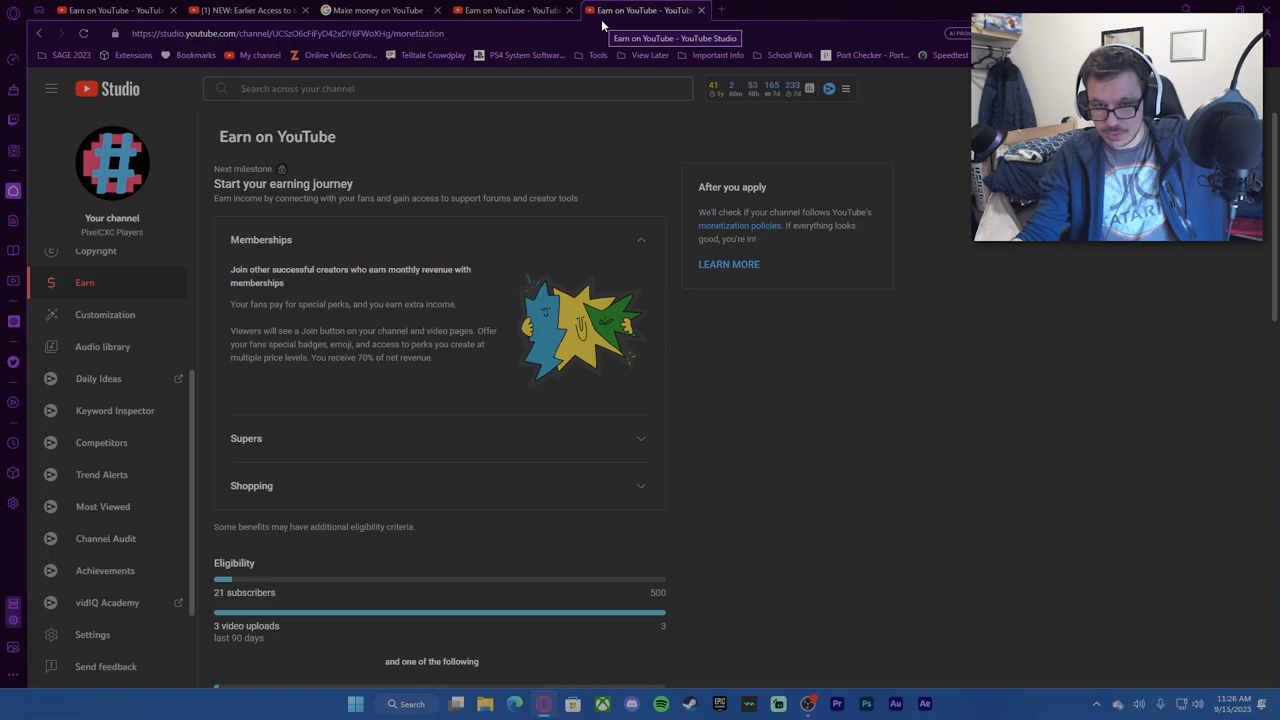 Earn on YouTube - YouTube
(1) NEW: Earlier Access to
Make money on YouTube
Earn on YouTube - YouTube
Earn on YouTube - YouTube
Earn on YouTube - YouTube Studio
SAGE 2023
Extensions
Bookmarks
My channel
Online Video Conv...
Telltale Crowdplay
PS4 System Softwar...
Tools
View Later
Important Info
School Work
Port Checker - Port...
Speedtest
Studio
Search across your channel
41 2 53 165 233
1y 60m 48h 7d 7d
Your channel
PixelCXC Players
Copyright
Earn
Customization
Audio library
Daily Ideas
Keyword Inspector
Competitors
Trend Alerts
Most Viewed
Channel Audit
Achievements
vidIQ Academy
Settings
Send feedback
Earn on YouTube
Next milestone
Start your earning journey
Earn income by connecting with your fans and gain access to support forums and creator tools
Memberships
Join other successful creators who earn monthly revenue with
memberships
Your fans pay for special perks, and you earn extra income.
Viewers will see a Join button on your channel and video pages. Offer
your fans special badges, emoji, and access to perks you create at
multiple price levels. You receive 70% of net revenue.
Supers
Shopping
Some benefits may have additional eligibility criteria.
Eligibility
21 subscribers 500
3 video uploads 3
last 90 days
and one of the following
After you apply
We'll check if your channel follows YouTube's
monetization policies. If everything looks
good, you're in!
LEARN MORE
ATARI
Search
Pr
Ps
Au
Ae
EPIC
11:26 AM
9/15/2023